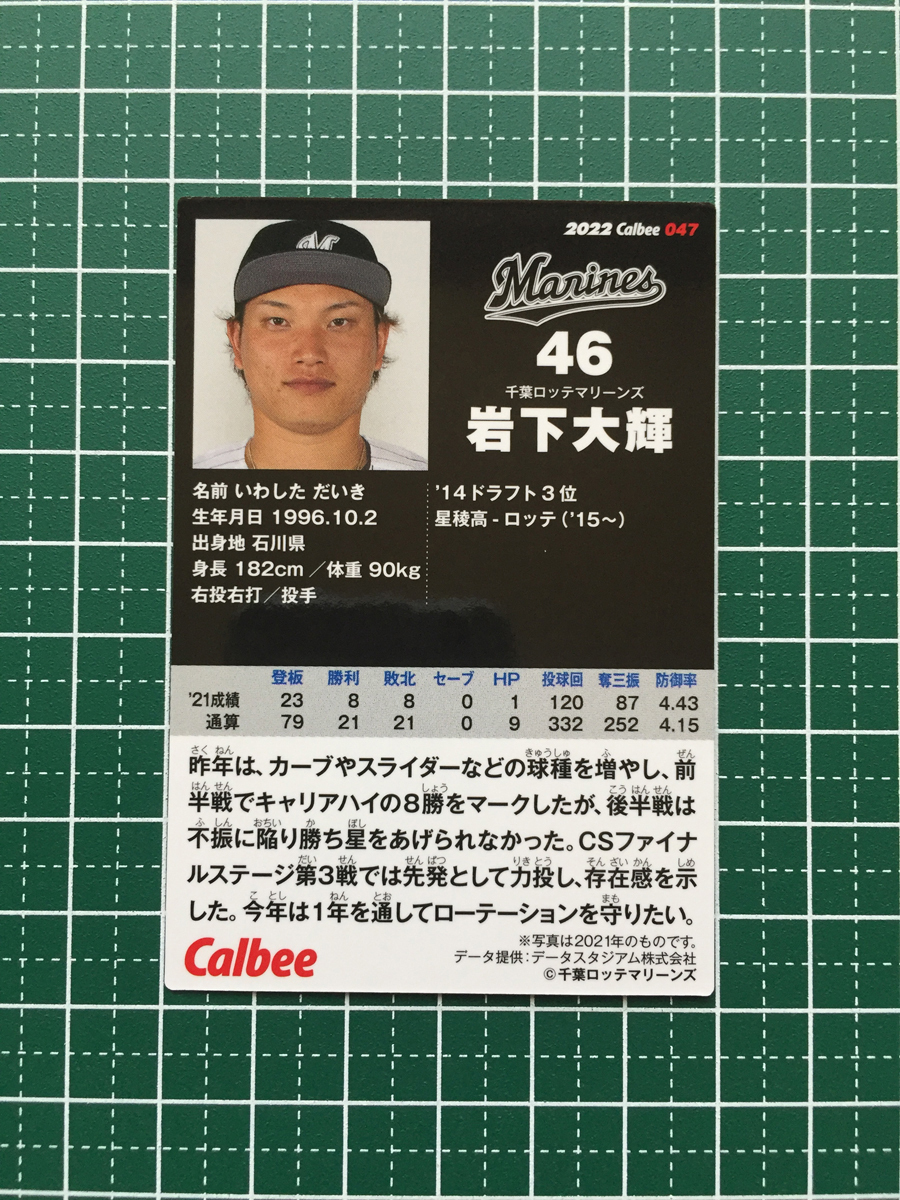 2022 Calbee 047
Marines
46
千葉ロッテマリーンズ
岩下大輝
名前 いわした だいき
生年月日 1996.10.2
出身地 石川県
身長 182cm／体重 90kg
右投右打／投手
'14ドラフト3位
星稜高-ロッテ('15～)
登板 勝利 敗北 セーブ HP 投球回 奪三振 防御率
'21成績 23 8 8 0 1 120 87 4.43
通算 79 21 21 0 9 332 252 4.15
昨年は、カーブやスライダーなどの球種を増やし、前
半戦でキャリアハイの8勝をマークしたが、後半戦は
不振に陥り勝ち星をあげられなかった。CSファイナ
ルステージ第3戦では先発として力投し、存在感を示
した。今年は1年を通してローテーションを守りたい。
Calbee
※写真は2021年のものです。
データ提供：データスタジアム株式会社
©千葉ロッテマリーンズ